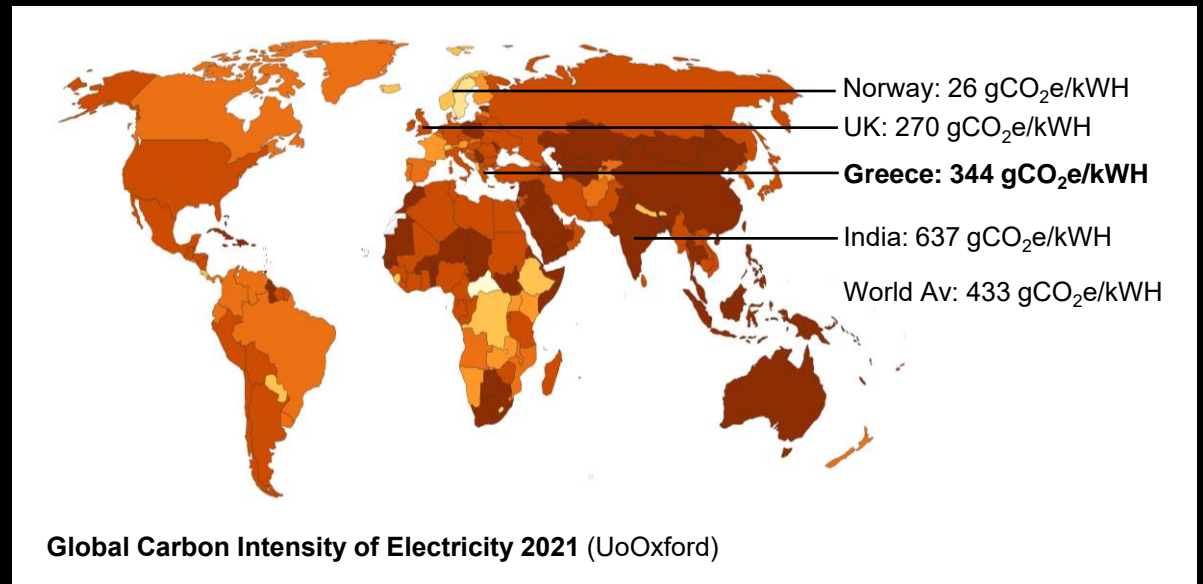 Norway: 26 gCO₂e/kWH
UK: 270 gCO₂e/kWH
Greece: 344 gCO₂e/kWH
India: 637 gCO₂e/kWH
World Av: 433 gCO₂e/kWH
Global Carbon Intensity of Electricity 2021 (UoOxford)